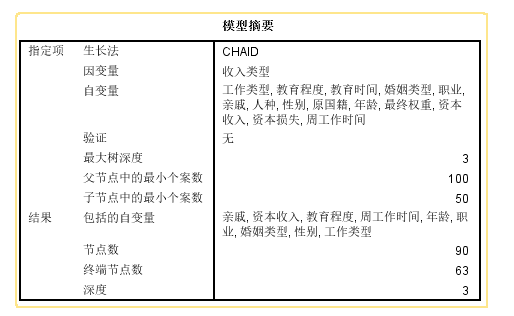 模型摘要
指定项 生长法 CHAID
因变量 收入类型
自变量 工作类型, 教育程度, 教育时间, 婚姻类型, 职业,
亲戚, 人种, 性别, 原国籍, 年龄, 最终权重, 资本
收入, 资本损失, 周工作时间
验证 无
最大树深度 3
父节点中的最小个案数 100
子节点中的最小个案数 50
结果 包括的自变量 亲戚, 资本收入, 教育程度, 周工作时间, 年龄, 职
业, 婚姻类型, 性别, 工作类型
节点数 90
终端节点数 63
深度 3